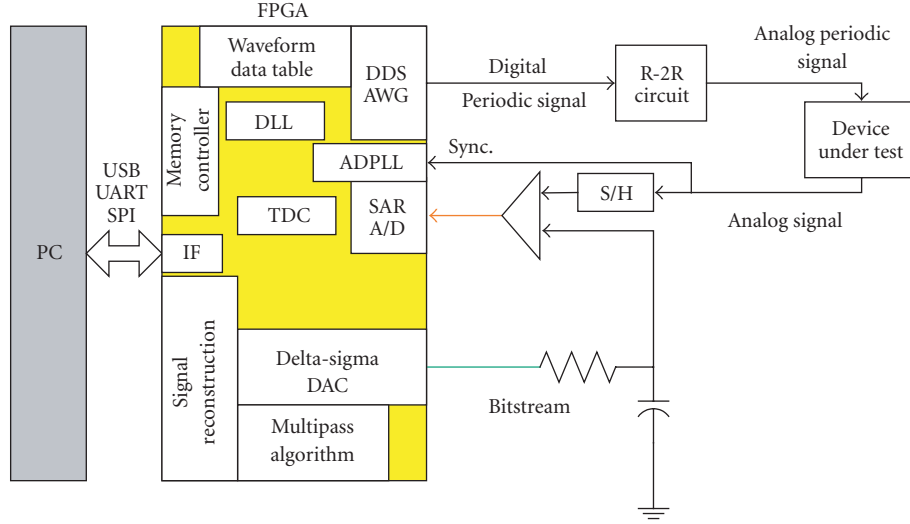 FPGA
Waveform
data table
DDS
AWG
Digital
Periodic signal
R-2R
circuit
Analog periodic
signal
Device
under test
Memory
controller
DLL
ADPLL
Sync.
S/H
Analog signal
TDC
SAR
A/D
USB
UART
SPI
PC
IF
Signal
reconstruction
Delta-sigma
DAC
Bitstream
Multipass
algorithm